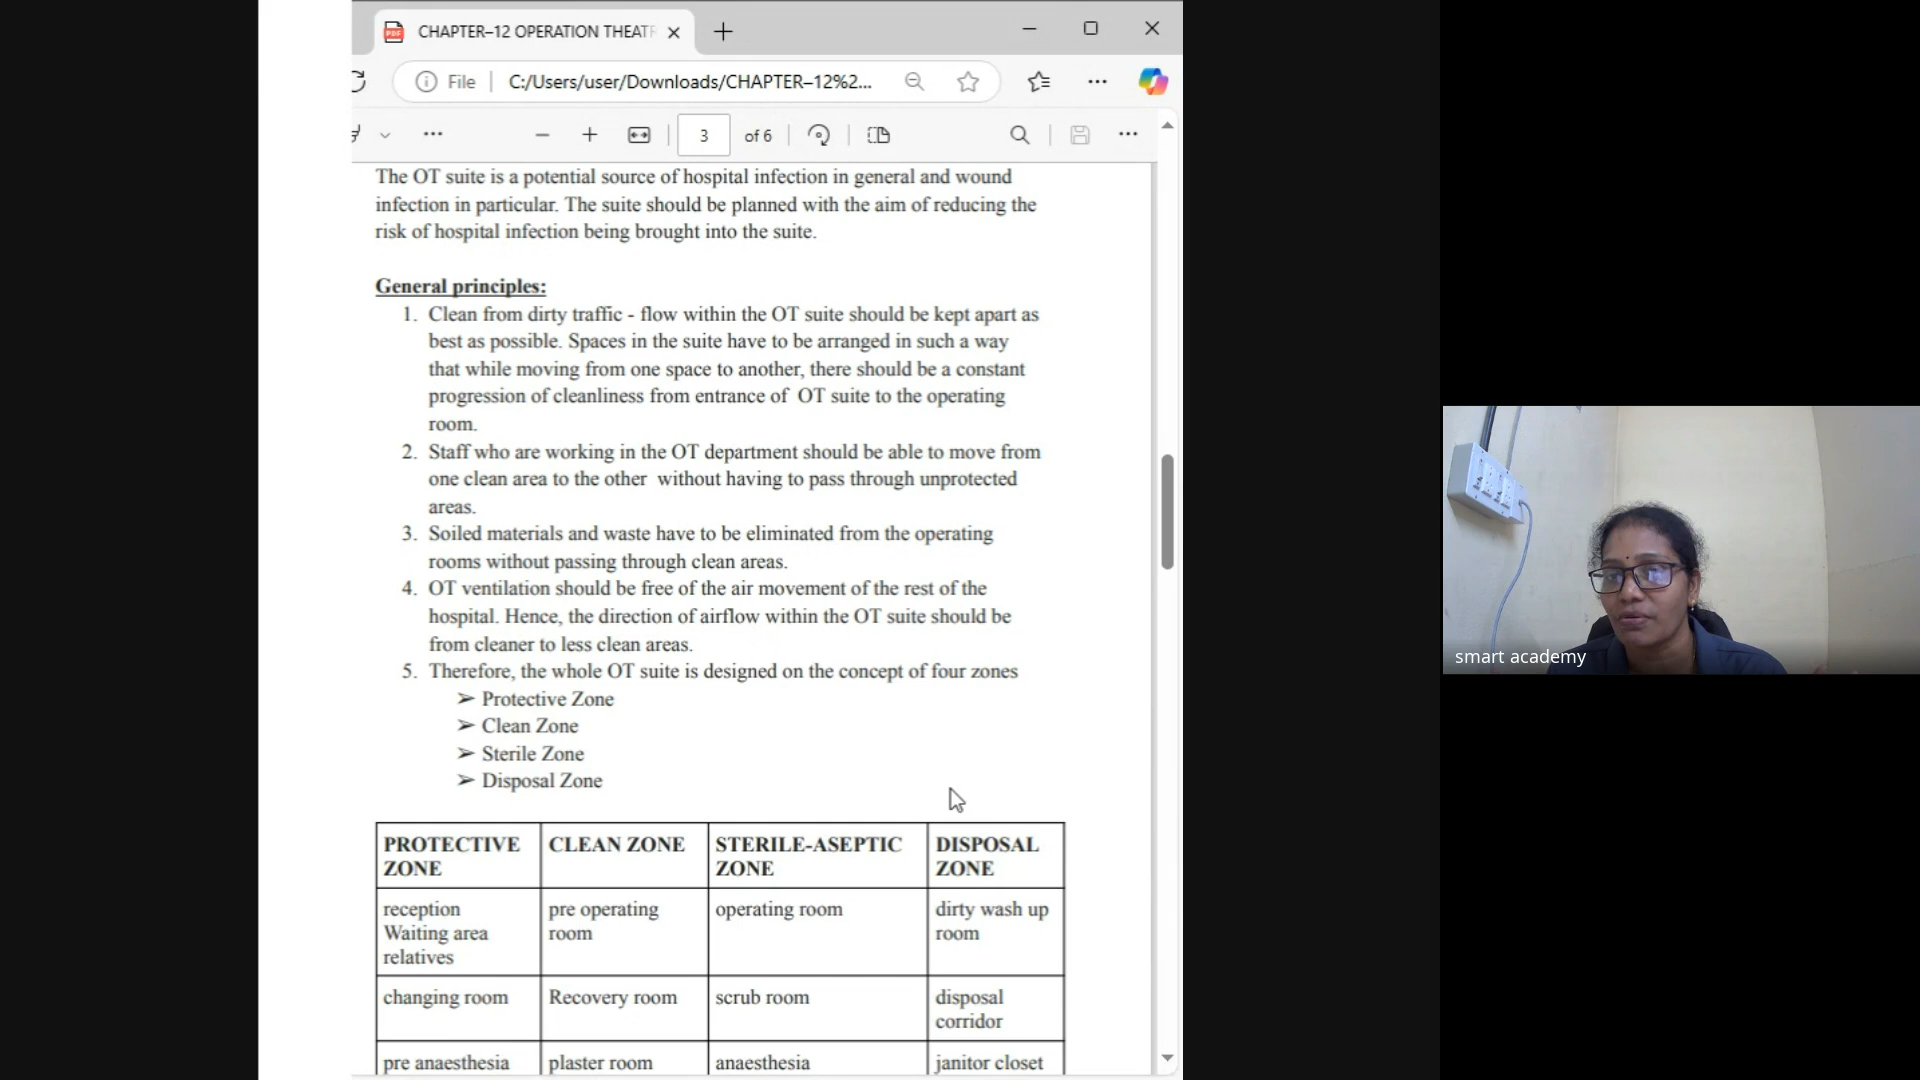 CHAPTER–12 OPERATION THEATR
File
C:/Users/user/Downloads/CHAPTER–12%2...
3 of 6
The OT suite is a potential source of hospital infection in general and wound
infection in particular. The suite should be planned with the aim of reducing the
risk of hospital infection being brought into the suite.
General principles:
1. Clean from dirty traffic - flow within the OT suite should be kept apart as
best as possible. Spaces in the suite have to be arranged in such a way
that while moving from one space to another, there should be a constant
progression of cleanliness from entrance of OT suite to the operating
room.
2. Staff who are working in the OT department should be able to move from
one clean area to the other without having to pass through unprotected
areas.
3. Soiled materials and waste have to be eliminated from the operating
rooms without passing through clean areas.
4. OT ventilation should be free of the air movement of the rest of the
hospital. Hence, the direction of airflow within the OT suite should be
from cleaner to less clean areas.
5. Therefore, the whole OT suite is designed on the concept of four zones
➢ Protective Zone
➢ Clean Zone
➢ Sterile Zone
➢ Disposal Zone
PROTECTIVE ZONE | CLEAN ZONE | STERILE-ASEPTIC ZONE | DISPOSAL ZONE
reception Waiting area relatives | pre operating room | operating room | dirty wash up room
changing room | Recovery room | scrub room | disposal corridor
pre anaesthesia | plaster room | anaesthesia | janitor closet
smart academy